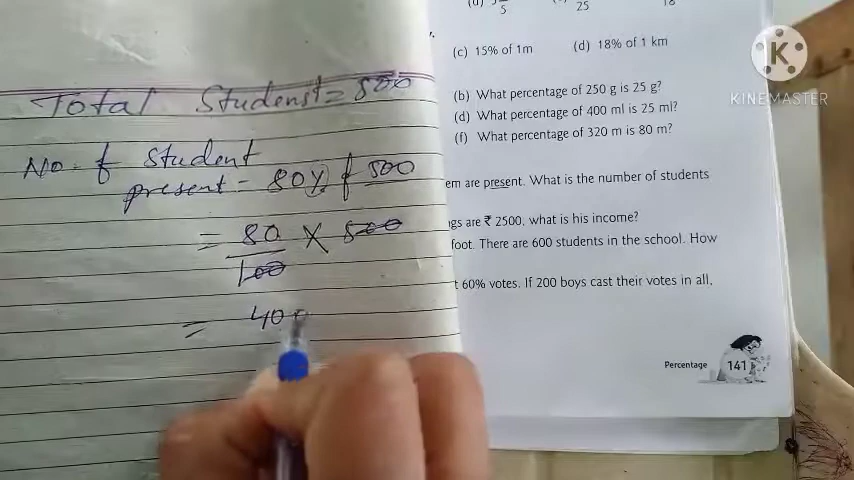 Total Studenst = 500
No. of student
present = 80% of 500
= 80 × 500
100
= 400
5
25
18
(c) 15% of 1m (d) 18% of 1 km
(b) What percentage of 250 g is 25 g?
(d) What percentage of 400 ml is 25 ml?
(f) What percentage of 320 m is 80 m?
em are present. What is the number of students
gs are ₹ 2500, what is his income?
foot. There are 600 students in the school. How
t 60% votes. If 200 boys cast their votes in all,
Percentage 141
KINEMASTER